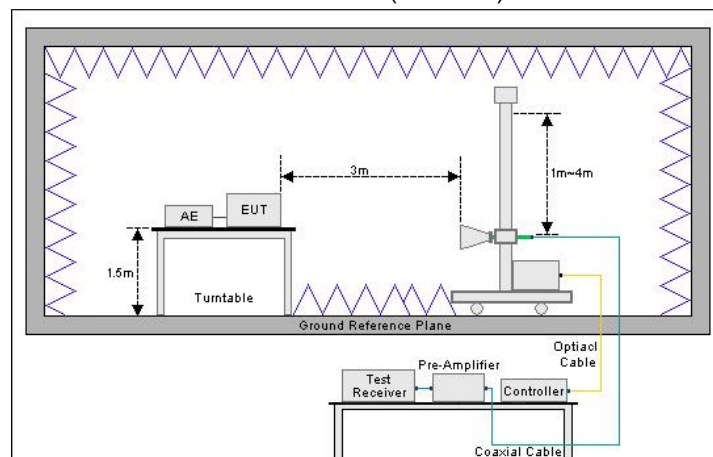 3m
1m~4m
AE
EUT
1.5m
Turntable
Ground Reference Plane
Optiacl
Cable
Pre-Amplifier
Test
Receiver
Controller
Coaxial Cable